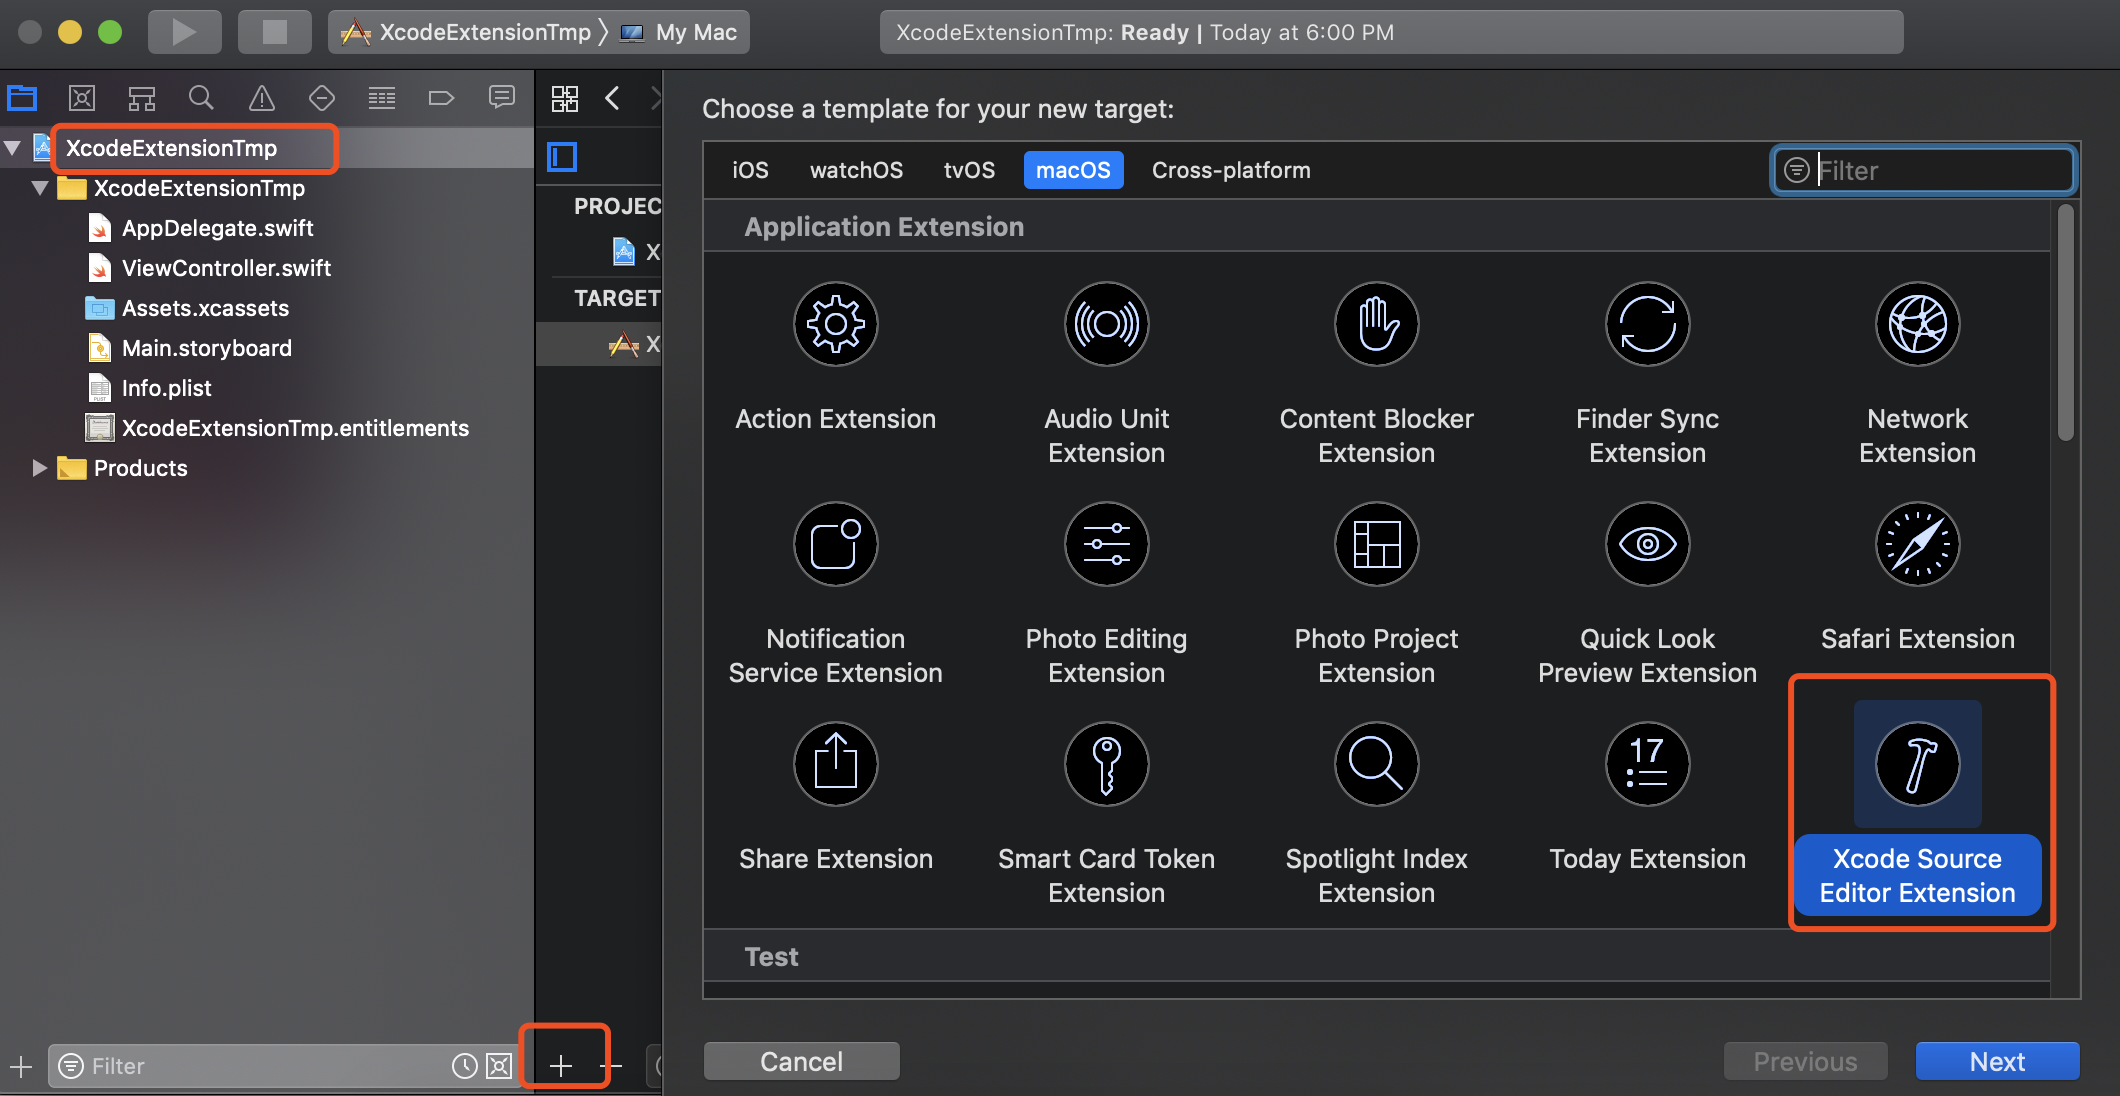 XcodeExtensionTmp
My Mac
XcodeExtensionTmp: Ready | Today at 6:00 PM
XcodeExtensionTmp
XcodeExtensionTmp
AppDelegate.swift
ViewController.swift
Assets.xcassets
Main.storyboard
Info.plist
XcodeExtensionTmp.entitlements
Products
Filter
PROJEC
X
TARGET
X
Choose a template for your new target:
iOS
watchOS
tvOS
macOS
Cross-platform
Filter
Application Extension
Action Extension
Audio Unit
Extension
Content Blocker
Extension
Finder Sync
Extension
Network
Extension
Notification
Service Extension
Photo Editing
Extension
Photo Project
Extension
Quick Look
Preview Extension
Safari Extension
Share Extension
Smart Card Token
Extension
Spotlight Index
Extension
17
Today Extension
Xcode Source
Editor Extension
Test
Cancel
Previous
Next